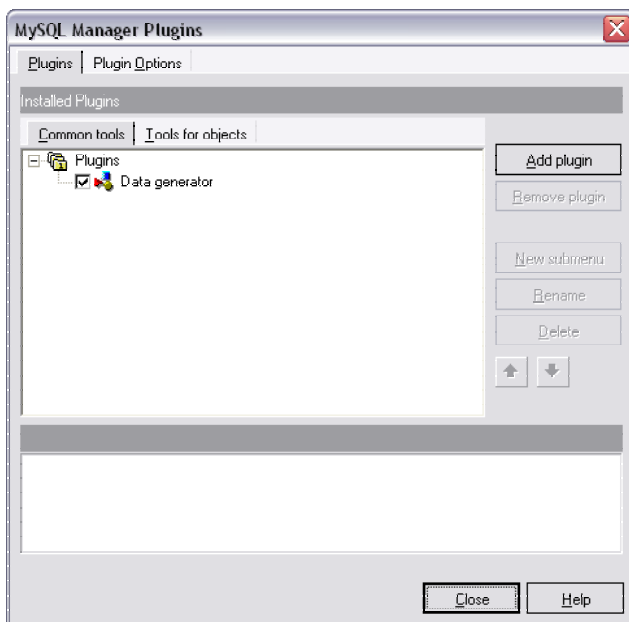 MySQL Manager Plugins
Plugins Plugin Options
Installed Plugins
Common tools Tools for objects
Plugins
Data generator
Add plugin
Remove plugin
New submenu
Rename
Delete
Close Help